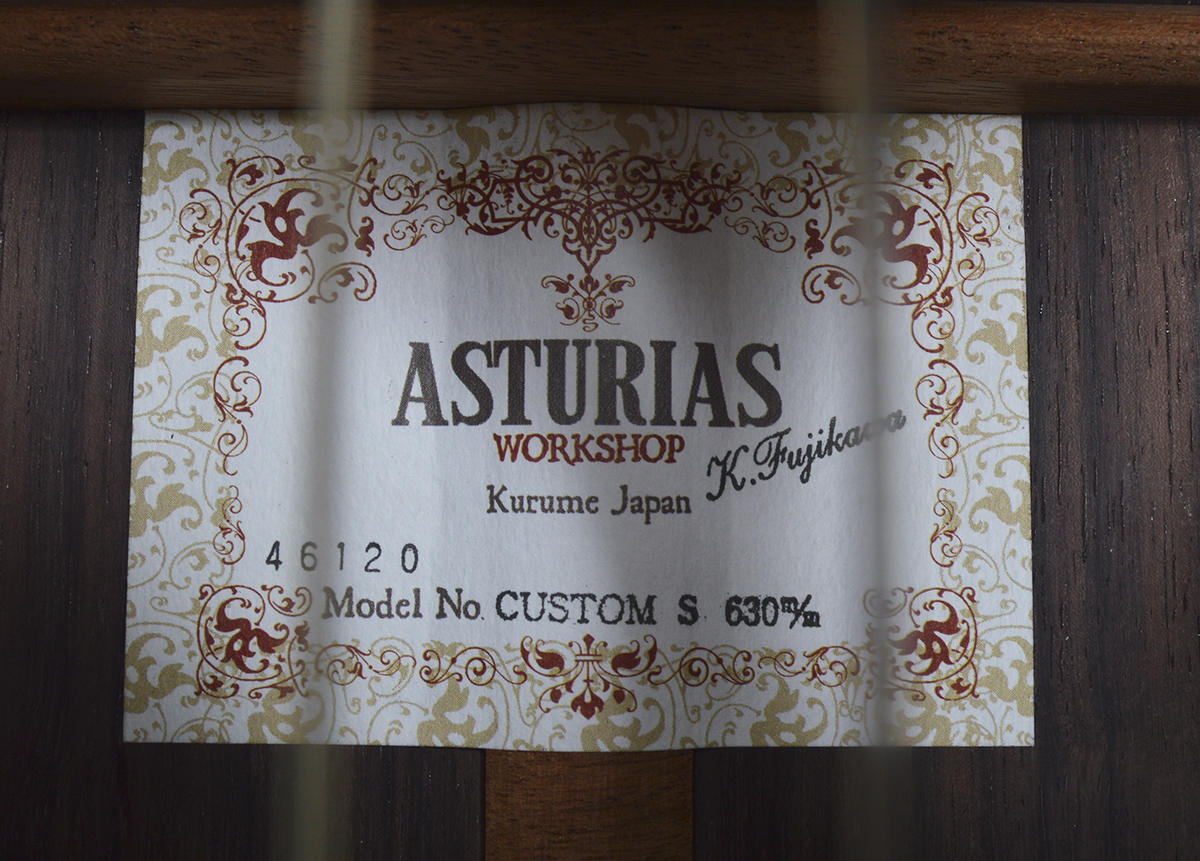 ASTURIAS
WORKSHOP
K. Fujikawa
Kurume Japan
46120
Model No. CUSTOM S 630m/m